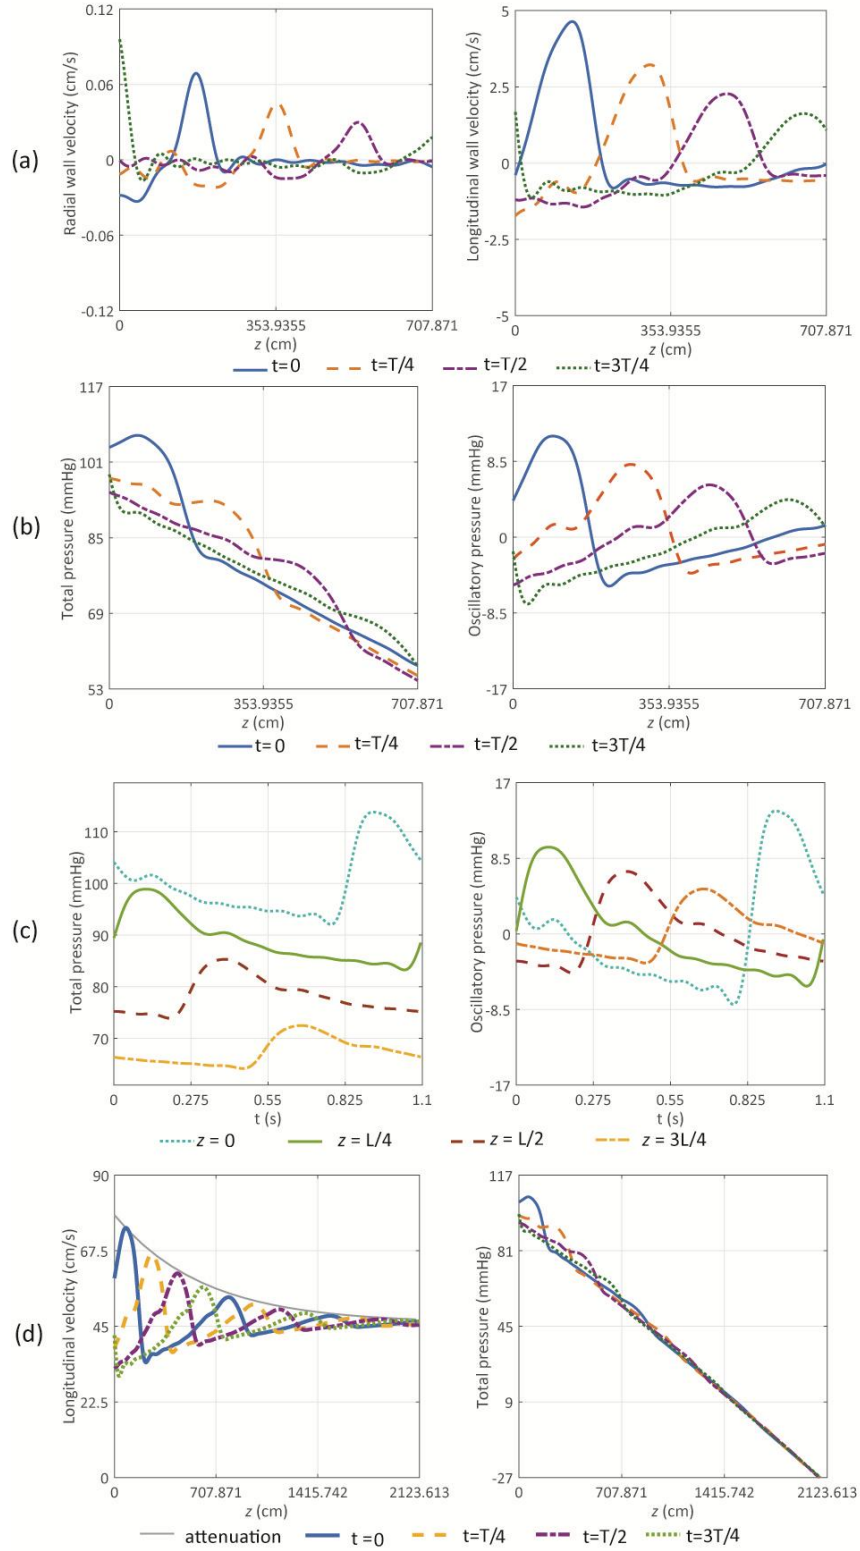 (a)
Radial wall velocity (cm/s)
0.12
0.06
0
-0.06
-0.12
0
353.9355
707.871
z (cm)
Longitudinal wall velocity (cm/s)
5
2.5
0
-2.5
-5
0
353.9355
707.871
z (cm)
t=0
t=T/4
t=T/2
t=3T/4
(b)
Total pressure (mmHg)
117
101
85
69
53
0
353.9355
707.871
z (cm)
Oscillatory pressure (mmHg)
17
8.5
0
-8.5
-17
0
353.9355
707.871
z (cm)
t=0
t=T/4
t=T/2
t=3T/4
(c)
Total pressure (mmHg)
110
100
90
80
70
0
0.275
0.55
0.825
1.1
t (s)
Oscillatory pressure (mmHg)
17
8.5
0
-8.5
-17
0
0.275
0.55
0.825
1.1
t (s)
z = 0
z = L/4
z = L/2
z = 3L/4
(d)
Longitudinal velocity (cm/s)
90
67.5
45
22.5
0
0
707.871
1415.742
2123.613
z (cm)
Total pressure (mmHg)
117
81
45
9
-27
0
707.871
1415.742
2123.613
z (cm)
attenuation
t=0
t=T/4
t=T/2
t=3T/4